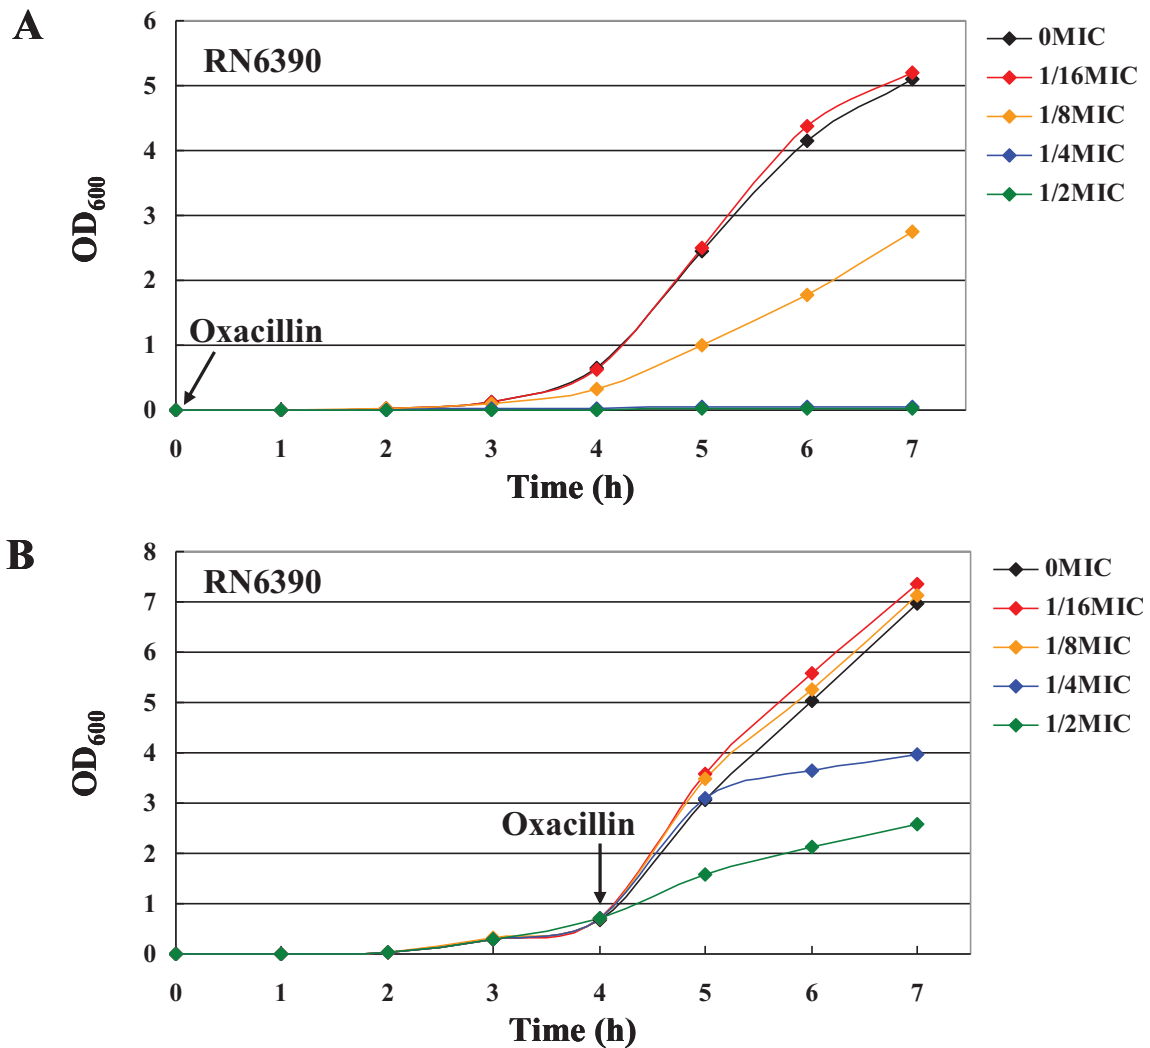 A
RN6390
6
5
4
3
2
1
0
OD600
Oxacillin
0 1 2 3 4 5 6 7
Time (h)
0MIC
1/16MIC
1/8MIC
1/4MIC
1/2MIC
B
RN6390
8
7
6
5
4
3
2
1
0
OD600
Oxacillin
0 1 2 3 4 5 6 7
Time (h)
0MIC
1/16MIC
1/8MIC
1/4MIC
1/2MIC